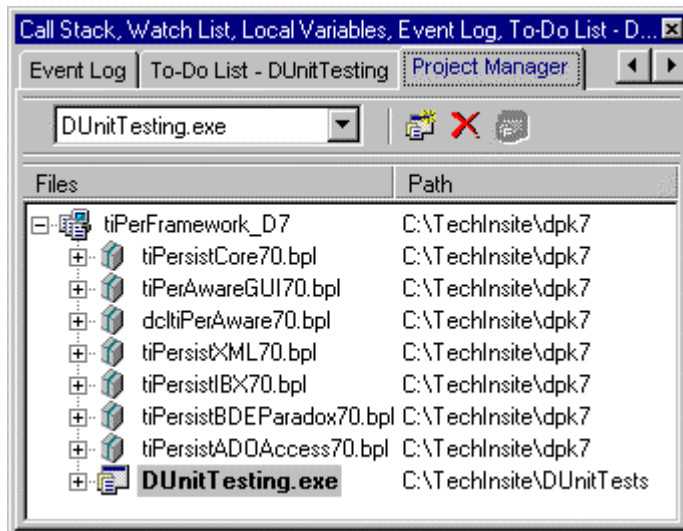 Call Stack, Watch List, Local Variables, Event Log, To-Do List - D...
Event Log To-Do List - DUnitTesting Project Manager
DUnitTesting.exe
Files Path
tiPerFramework_D7 C:\TechInsite\dpk7
tiPersistCore70.bpl C:\TechInsite\dpk7
tiPerAwareGUI70.bpl C:\TechInsite\dpk7
dcltiPerAware70.bpl C:\TechInsite\dpk7
tiPersistXML70.bpl C:\TechInsite\dpk7
tiPersistIBX70.bpl C:\TechInsite\dpk7
tiPersistBDEParadox70.bpl C:\TechInsite\dpk7
tiPersistADOAccess70.bpl C:\TechInsite\dpk7
DUnitTesting.exe C:\TechInsite\DUnitTests